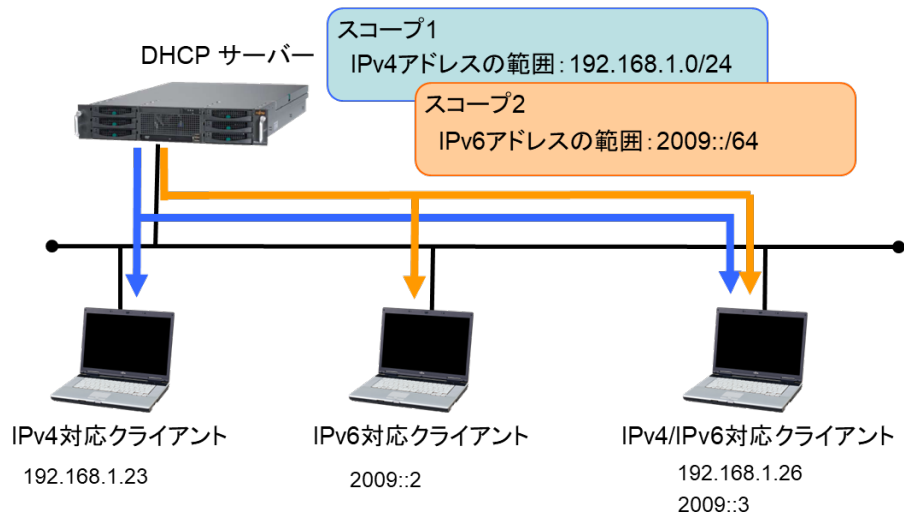 DHCP サーバー
スコープ1
IPv4アドレスの範囲:192.168.1.0/24
スコープ2
IPv6アドレスの範囲:2009::/64
IPv4対応クライアント
192.168.1.23
IPv6対応クライアント
2009::2
IPv4/IPv6対応クライアント
192.168.1.26
2009::3